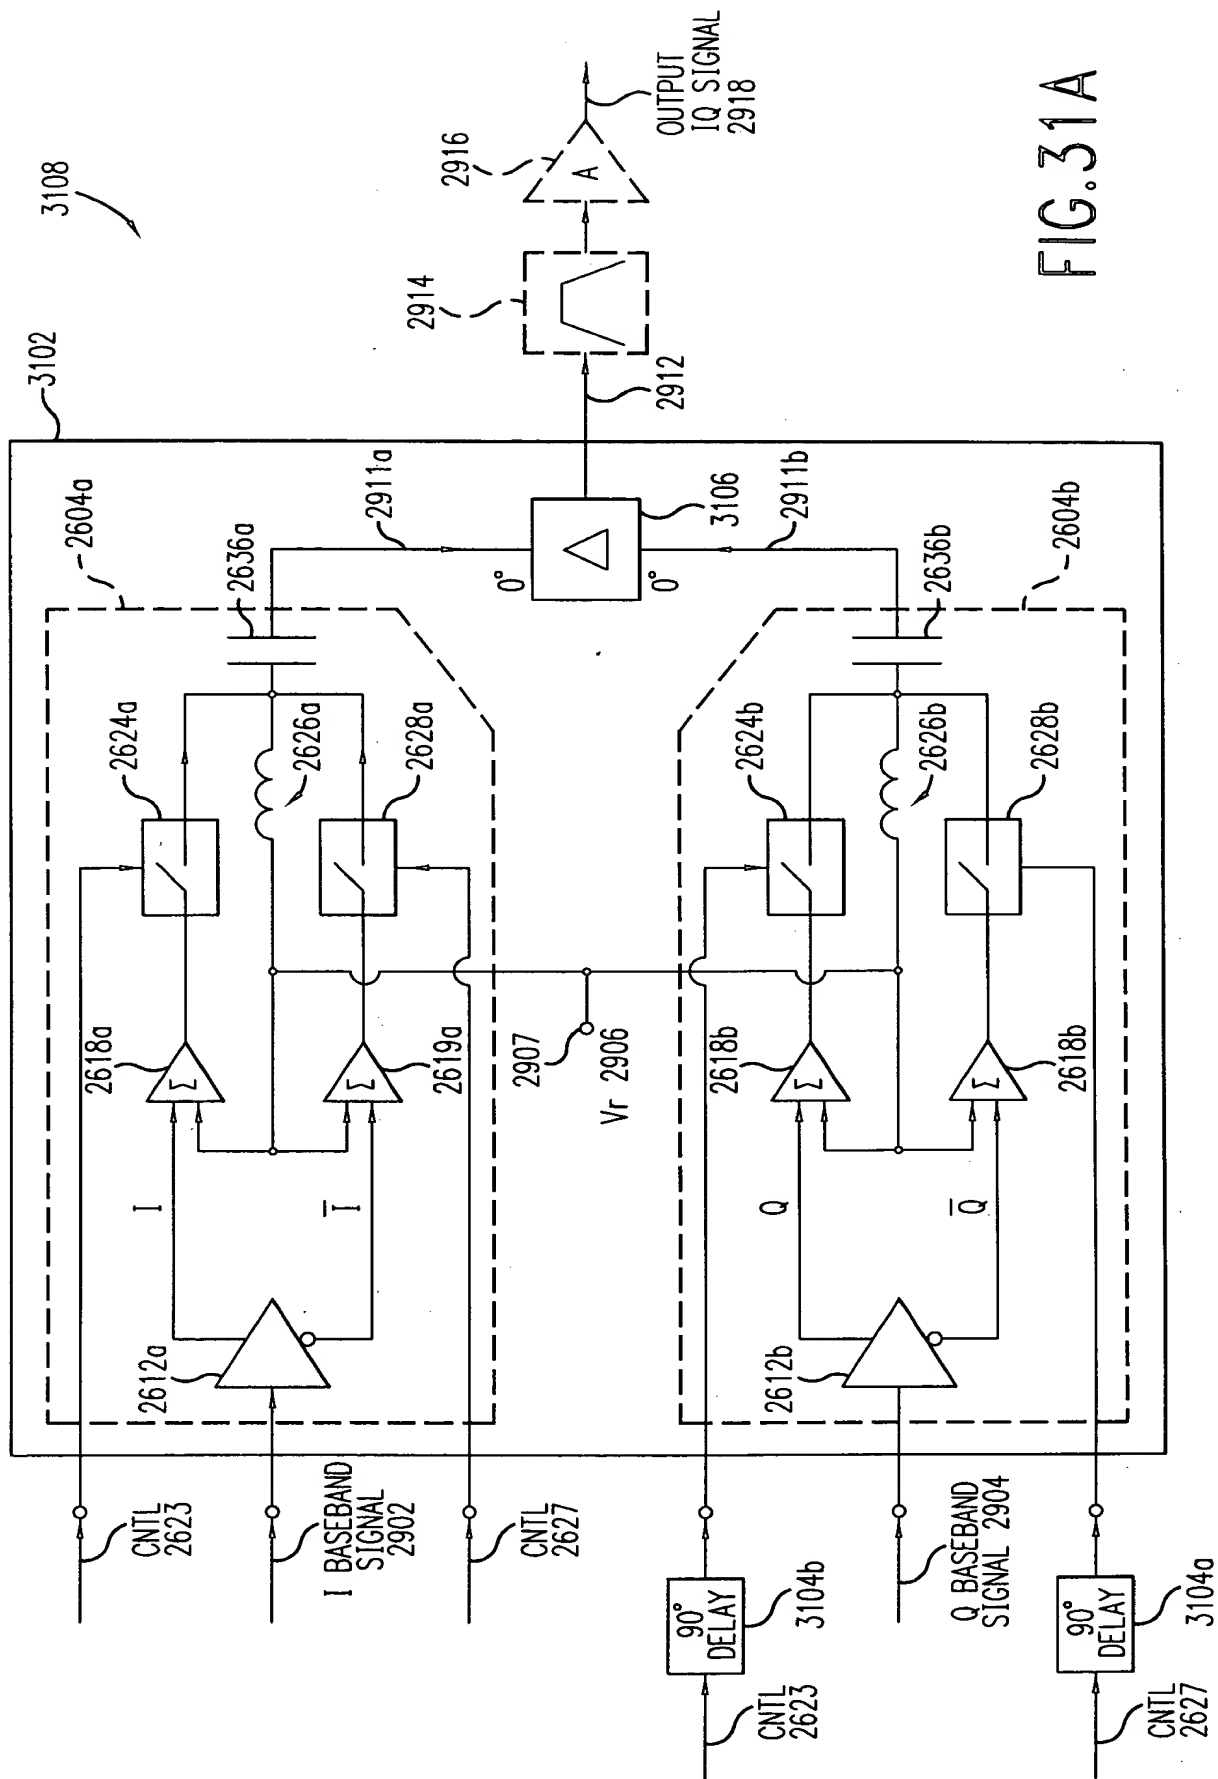 3108
3102
2604a
CNTL
2623
2618a
2624a
2636a
I
2911a
2612a
I BASEBAND
SIGNAL
2902
2626a
0°
2914
2916
A
OUTPUT
IQ SIGNAL
2918
Ī
2619a
2628a
2912
CNTL
2627
2907
Vr 2906
Δ
0°
3106
2911b
90°
DELAY
3104b
CNTL
2623
2618b
2624b
2636b
2604b
Q
2612b
Q BASEBAND
SIGNAL 2904
2626b
Q̄
2618b
2628b
90°
DELAY
3104a
CNTL
2627
Σ
Σ
Σ
Σ
FIG.31A